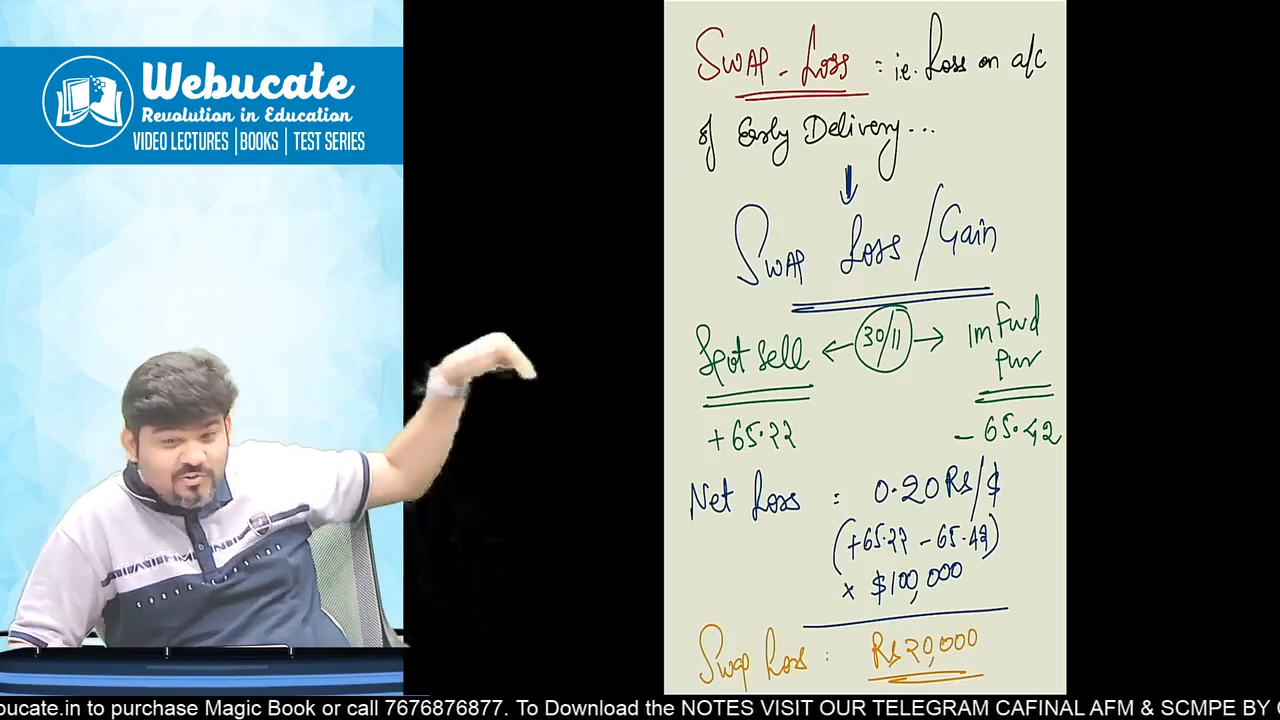 Webucate
Revolution in Education
VIDEO LECTURES | BOOKS | TEST SERIES
Swap - Loss : i.e. Loss on a/c
of Early Delivery...
Swap Loss / Gain
Spot sell ← 30/11 → 1m Fwd
pur
+65.22
- 65.42
Net Loss : 0.20 Rs/$
(+65.22 - 65.42)
x $100,000
Swap Loss : Rs 20,000
bucate.in to purchase Magic Book or call 7676876877. To Download the NOTES VISIT OUR TELEGRAM CAFINAL AFM & SCMPE BY